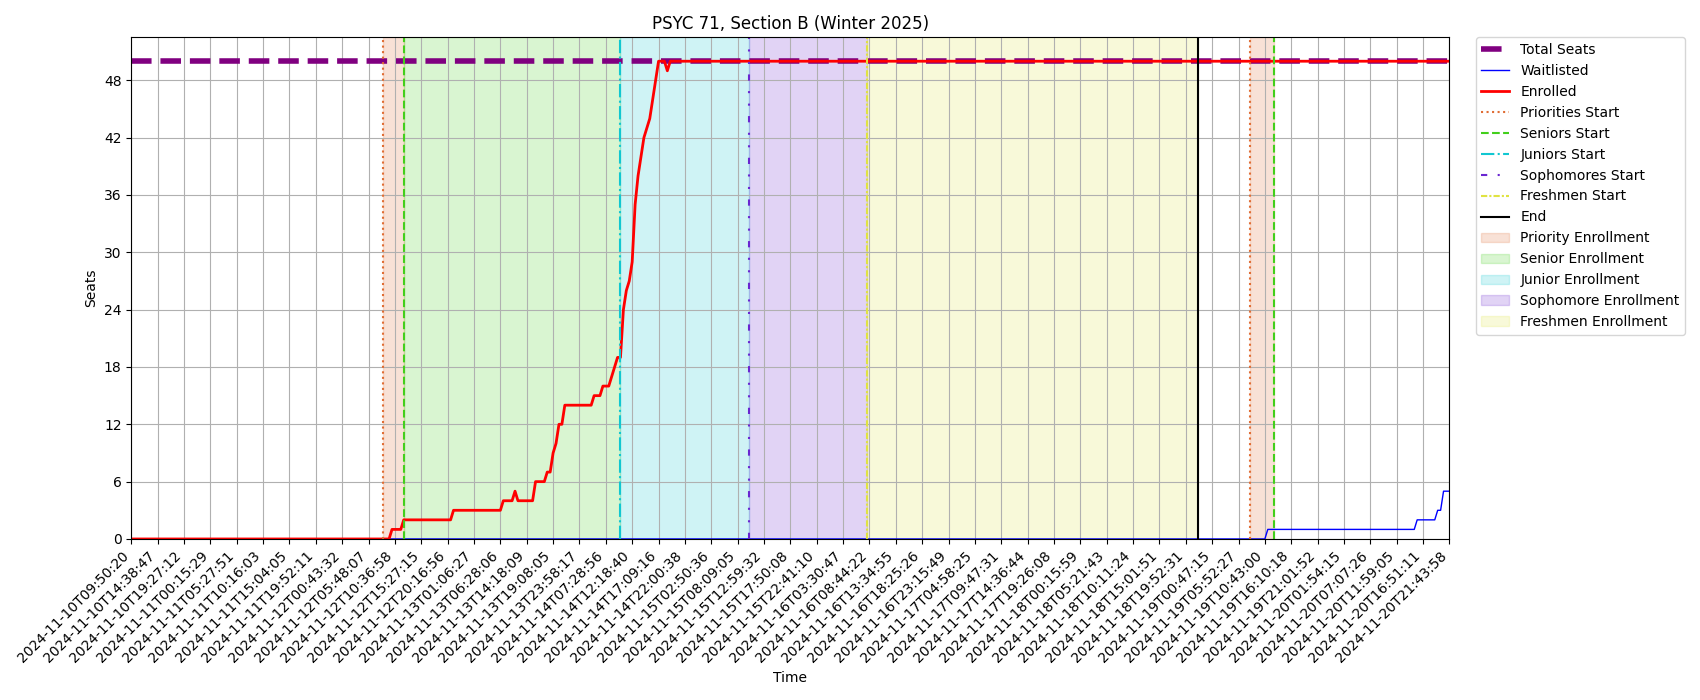 PSYC 71, Section B (Winter 2025)
Seats
48
42
36
30
24
18
12
6
0
2024-11-10T09:50:20
2024-11-10T14:38:47
2024-11-10T19:27:12
2024-11-11T00:15:29
2024-11-11T05:27:51
2024-11-11T10:16:03
2024-11-11T15:04:05
2024-11-11T19:52:11
2024-11-12T00:43:32
2024-11-12T05:48:07
2024-11-12T10:36:58
2024-11-12T15:27:15
2024-11-12T20:16:56
2024-11-13T01:06:27
2024-11-13T06:28:06
2024-11-13T14:18:09
2024-11-13T19:08:05
2024-11-13T23:58:17
2024-11-14T07:28:56
2024-11-14T12:18:40
2024-11-14T17:09:16
2024-11-14T22:00:38
2024-11-15T02:50:36
2024-11-15T08:09:05
2024-11-15T12:59:32
2024-11-15T17:50:08
2024-11-15T22:41:10
2024-11-16T03:30:47
2024-11-16T08:44:22
2024-11-16T13:34:55
2024-11-16T18:25:26
2024-11-16T23:15:49
2024-11-17T04:58:25
2024-11-17T09:47:31
2024-11-17T14:36:44
2024-11-17T19:26:08
2024-11-18T00:15:59
2024-11-18T05:21:43
2024-11-18T10:11:24
2024-11-18T15:01:51
2024-11-18T19:52:31
2024-11-19T00:47:15
2024-11-19T05:52:27
2024-11-19T10:43:00
2024-11-19T16:10:18
2024-11-19T21:01:52
2024-11-20T01:54:15
2024-11-20T07:07:26
2024-11-20T11:59:05
2024-11-20T16:51:11
2024-11-20T21:43:58
Time
Total Seats
Waitlisted
Enrolled
Priorities Start
Seniors Start
Juniors Start
Sophomores Start
Freshmen Start
End
Priority Enrollment
Senior Enrollment
Junior Enrollment
Sophomore Enrollment
Freshmen Enrollment